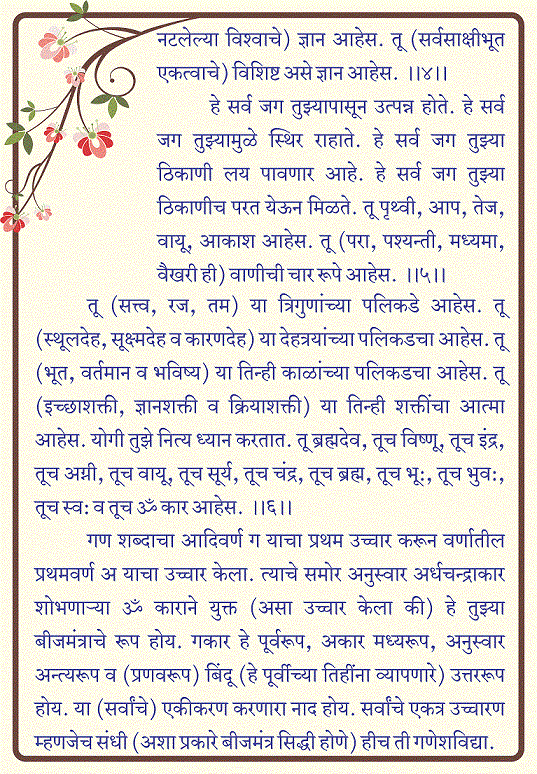 नटलेल्या विश्वाचे) ज्ञान आहेस. तू (सर्वसाक्षीभूत
एकत्वाचे) विशिष्ट असे ज्ञान आहेस. ।।४।।
हे सर्व जग तुझ्यापासून उत्पन्न होते. हे सर्व
जग तुझ्यामुळे स्थिर राहाते. हे सर्व जग तुझ्या
ठिकाणी लय पावणार आहे. हे सर्व जग तुझ्या
ठिकाणीच परत येऊन मिळते. तू पृथ्वी, आप, तेज,
वायू, आकाश आहेस. तू (परा, पश्यन्ती, मध्यमा,
वैखरी ही) वाणीची चार रूपे आहेस. ।।५।।
तू (सत्त्व, रज, तम) या त्रिगुणांच्या पलिकडे आहेस. तू
(स्थूलदेह, सूक्ष्मदेह व कारणदेह) या देहत्रयांच्या पलिकडचा आहेस. तू
(भूत, वर्तमान व भविष्य) या तिन्ही काळांच्या पलिकडचा आहेस. तू
(इच्छाशक्ती, ज्ञानशक्ती व क्रियाशक्ती) या तिन्ही शक्तींचा आत्मा
आहेस. योगी तुझे नित्य ध्यान करतात. तू ब्रह्मदेव, तूच विष्णू, तूच इंद्र,
तूच अग्नी, तूच वायू, तूच सूर्य, तूच चंद्र, तूच ब्रह्म, तूच भू:, तूच भुव:,
तूच स्व: व तूच ॐ कार आहेस. ।।६।।
गण शब्दाचा आदिवर्ण ग याचा प्रथम उच्चार करून वर्णातील
प्रथमवर्ण अ याचा उच्चार केला. त्याचे समोर अनुस्वार अर्धचन्द्राकार
शोभणाऱ्या ॐ काराने युक्त (असा उच्चार केला की) हे तुझ्या
बीजमंत्राचे रूप होय. गकार हे पूर्वरूप, अकार मध्यरूप, अनुस्वार
अन्त्यरूप व (प्रणवरूप) बिंदू (हे पूर्वीच्या तिहींना व्यापणारे) उत्तररूप
होय. या (सर्वांचे) एकीकरण करणारा नाद होय. सर्वांचे एकत्र उच्चारण
म्हणजेच संधी (अशा प्रकारे बीजमंत्र सिद्धी होणे) हीच ती गणेशविद्या.